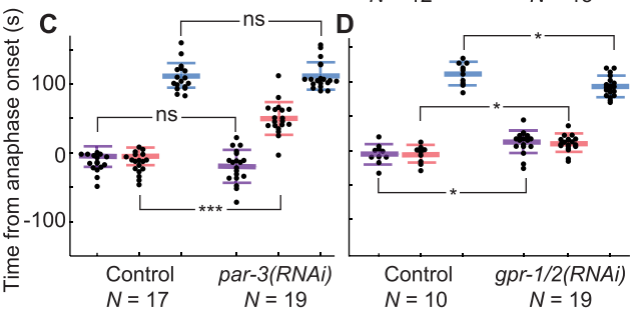 C
D
Time from anaphase onset (s)
100
0
-100
ns
ns
***
*
*
*
Control
par-3(RNAi)
Control
gpr-1/2(RNAi)
N = 17
N = 19
N = 10
N = 19